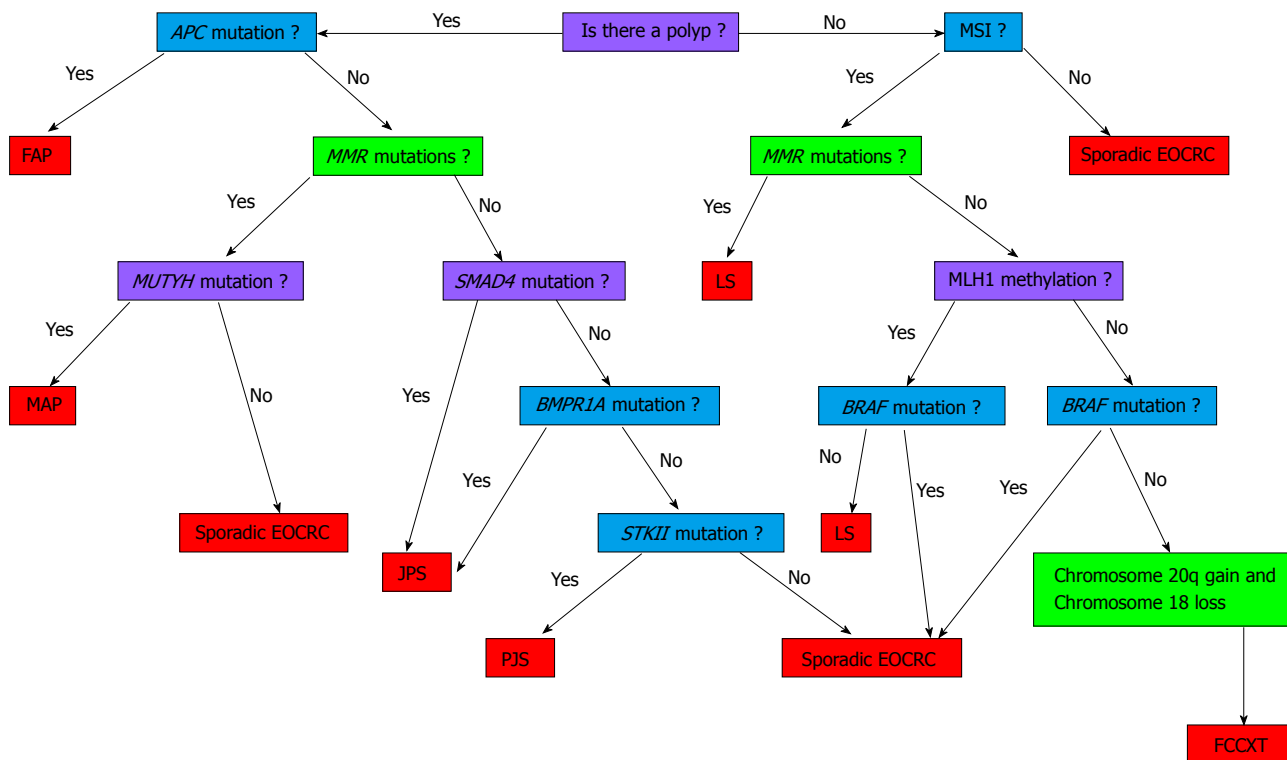 APC mutation ?
Yes
Is there a polyp ?
No
MSI ?
Yes
No
Yes
No
FAP
MMR mutations ?
MMR mutations ?
Sporadic EOCRC
Yes
No
Yes
No
MUTYH mutation ?
SMAD4 mutation ?
LS
MLH1 methylation ?
Yes
No
Yes
No
Yes
No
MAP
BMPR1A mutation ?
BRAF mutation ?
BRAF mutation ?
Yes
No
No
Yes
Yes
No
Sporadic EOCRC
STKII mutation ?
LS
JPS
Yes
No
Chromosome 20q gain and
Chromosome 18 loss
PJS
Sporadic EOCRC
FCCXT